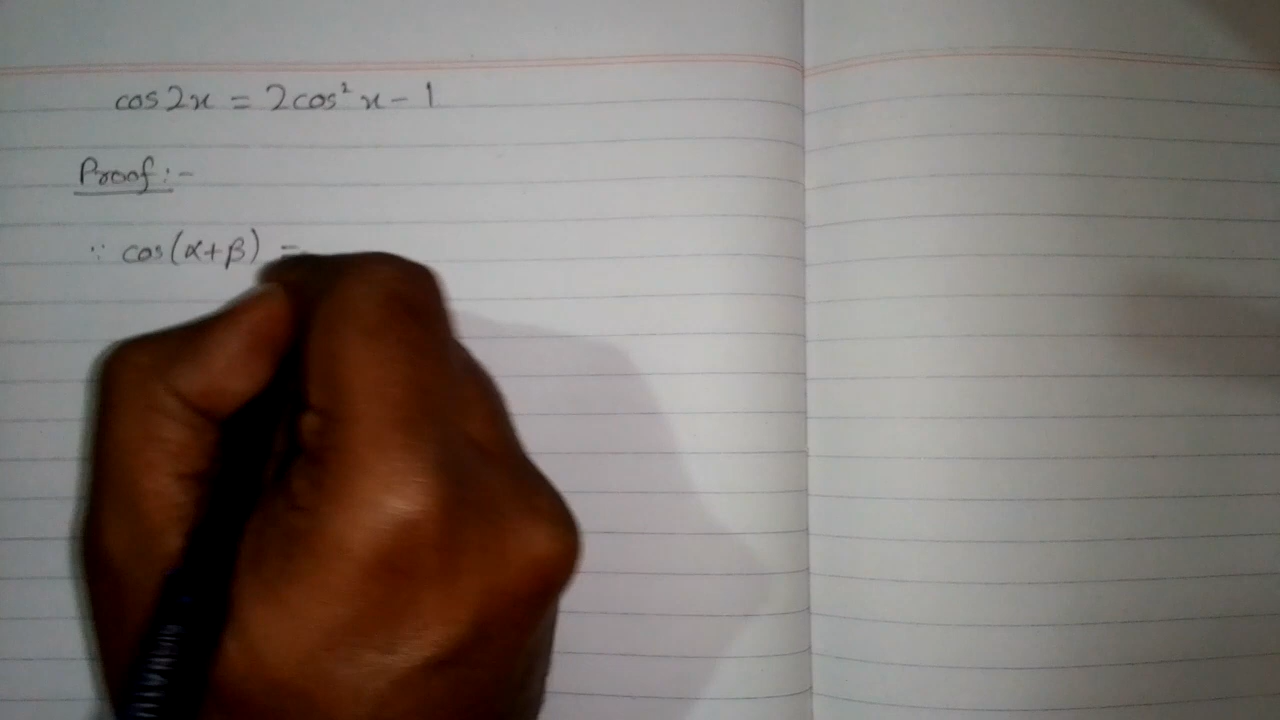 cos 2x = 2cos² x - 1
Proof :-
∵ cos(α+β) =